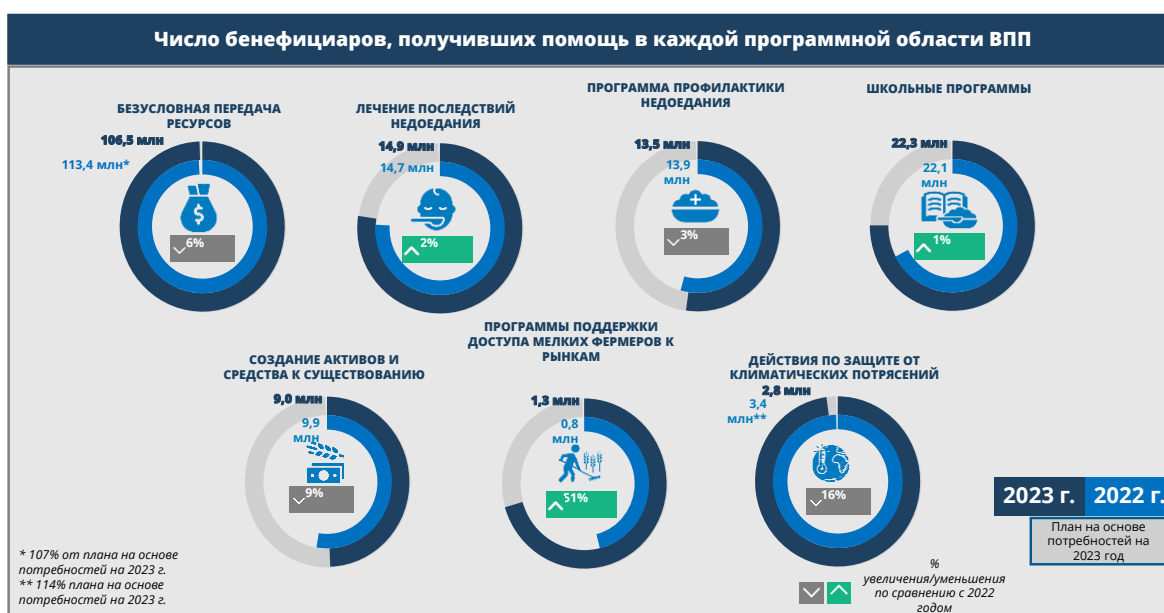 Число бенефициаров, получивших помощь в каждой программной области ВПП
БЕЗУСЛОВНАЯ ПЕРЕДАЧА
РЕСУРСОВ
106,5 млн
113,4 млн*
$
6%
ЛЕЧЕНИЕ ПОСЛЕДСТВИЙ
НЕДОЕДАНИЯ
14,9 млн
14,7 млн
2%
ПРОГРАММА ПРОФИЛАКТИКИ
НЕДОЕДАНИЯ
13,5 млн
13,9
млн
3%
ШКОЛЬНЫЕ ПРОГРАММЫ
22,3 млн
22,1
млн
1%
СОЗДАНИЕ АКТИВОВ И
СРЕДСТВА К СУЩЕСТВОВАНИЮ
9,0 млн
9,9
млн
9%
ПРОГРАММЫ ПОДДЕРЖКИ
ДОСТУПА МЕЛКИХ ФЕРМЕРОВ К
РЫНКАМ
1,3 млн
0,8
млн
51%
ДЕЙСТВИЯ ПО ЗАЩИТЕ ОТ
КЛИМАТИЧЕСКИХ ПОТРЯСЕНИЙ
2,8 млн
3,4
млн**
16%
2023 г. 2022 г.
План на основе
потребностей на
2023 год
* 107% от плана на основе
потребностей на 2023 г.
** 114% плана на основе
потребностей на 2023 г.
%
увеличения/уменьшения
по сравнению с 2022
годом